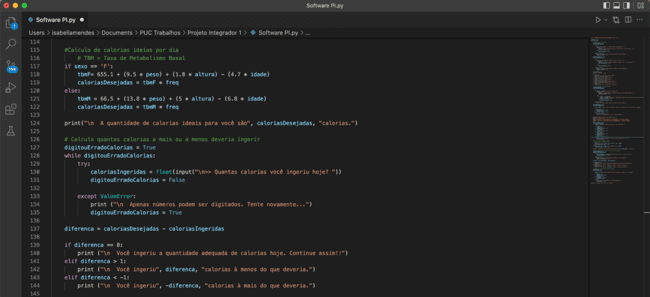 Software PI.py
Software PI.py
Users > isabellamendes > Documents > PUC Trabalhos > Projeto Integrador 1 > Software PI.py > ...
114
115 #Calculo de calorias ideias por dia
116 # TBM = Taxa de Metabolismo Basal
117 if sexo == 'F':
118 tbmF= 655.1 + (9.5 * peso) + (1.8 * altura) - (4.7 * idade)
119 caloriasDesejadas = tbmF * freq
120 else:
121 tbmM = 66.5 + (13.8 * peso) + (5 * altura) - (6.8 * idade)
122 caloriasDesejadas = tbmM * freq
123
124 print("\n A quantidade de calorias ideais para você são", caloriasDesejadas, "calorias.")
125
126 # Calculo quantas calorias a mais ou a menos deveria ingerir
127 digitouErradoCalorias = True
128 while digitouErradoCalorias:
129 try:
130 caloriasIngeridas = float(input("\n>> Quantas calorias você ingeriu hoje? "))
131 digitouErradoCalorias = False
132
133 except ValueError:
134 print ("\n Apenas números podem ser digitados. Tente novamente...")
135 digitouErradoCalorias = True
136
137 diferenca = caloriasDesejadas - caloriasIngeridas
138
139 if diferenca == 0:
140 print ("\n Você ingeriu a quantidade adequada de calorias hoje. Continue assim!!")
141 elif diferenca > 1:
142 print ("\n Você ingeriu", diferenca, "calorias à menos do que deveria.")
143 elif diferenca < -1:
144 print ("\n Você ingeriu", -diferenca, "calorias à mais do que deveria.")
145